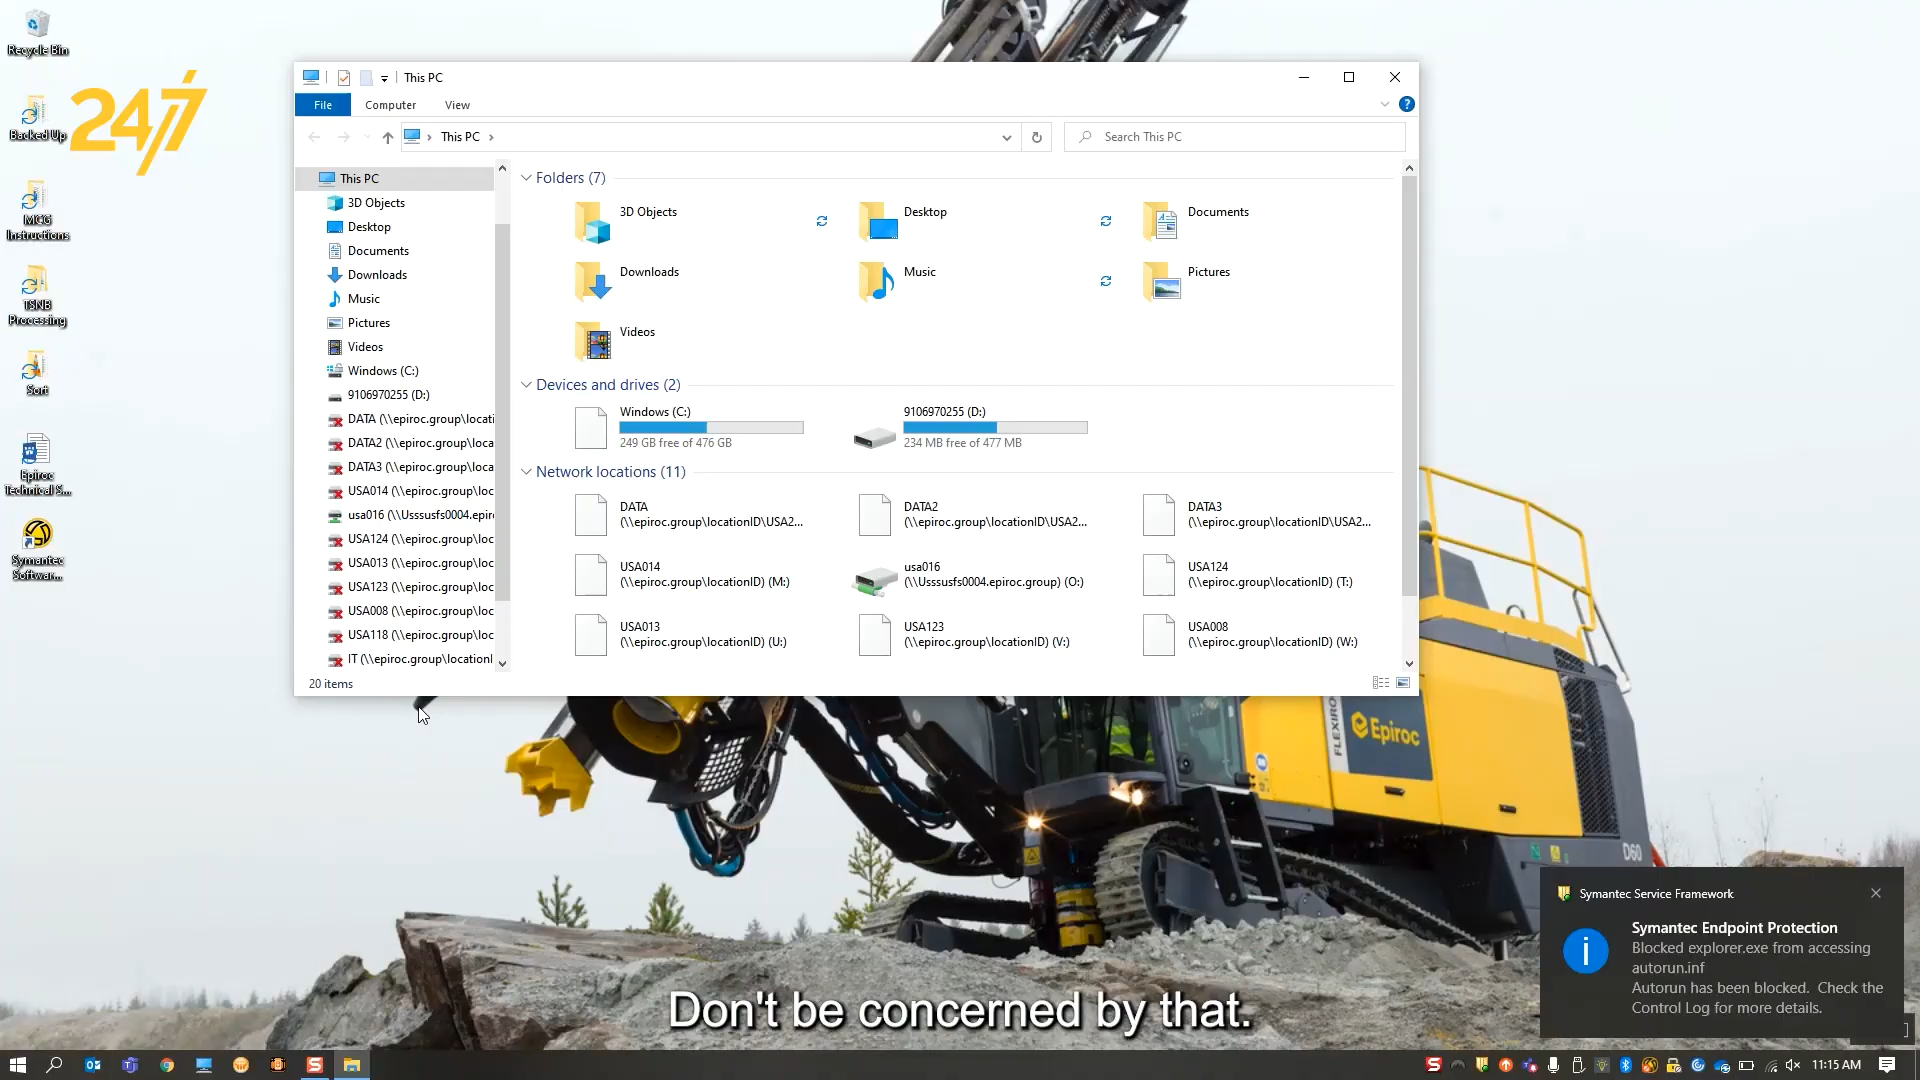 Recycle Bin
Backed Up
24/7
MCG
Instructions
TSNB
Processing
Sort
Epiroc
Technical S...
Symantec
Softwar...
This PC
File
Computer
View
This PC
Search This PC
This PC
3D Objects
Desktop
Documents
Downloads
Music
Pictures
Videos
Windows (C:)
9106970255 (D:)
DATA (\\epiroc.group\locati
DATA2 (\\epiroc.group\loca
DATA3 (\\epiroc.group\loca
USA014 (\\epiroc.group\loc
usa016 (\\Usssusfs0004.epir
USA124 (\\epiroc.group\loc
USA013 (\\epiroc.group\loc
USA123 (\\epiroc.group\loc
USA008 (\\epiroc.group\loc
USA118 (\\epiroc.group\loc
IT (\\epiroc.group\locationI
Folders (7)
3D Objects
Desktop
Documents
Downloads
Music
Pictures
Videos
Devices and drives (2)
Windows (C:)
249 GB free of 476 GB
9106970255 (D:)
234 MB free of 477 MB
Network locations (11)
DATA
(\\epiroc.group\locationID\USA2...
DATA2
(\\epiroc.group\locationID\USA2...
DATA3
(\\epiroc.group\locationID\USA2...
USA014
(\\epiroc.group\locationID) (M:)
usa016
(\\Usssusfs0004.epiroc.group) (O:)
USA124
(\\epiroc.group\locationID) (T:)
USA013
(\\epiroc.group\locationID) (U:)
USA123
(\\epiroc.group\locationID) (V:)
USA008
(\\epiroc.group\locationID) (W:)
20 items
FLEXIROC
Epiroc
D60
Symantec Service Framework
Symantec Endpoint Protection
Blocked explorer.exe from accessing
autorun.inf
Autorun has been blocked. Check the
Control Log for more details.
Don't be concerned by that.
11:15 AM